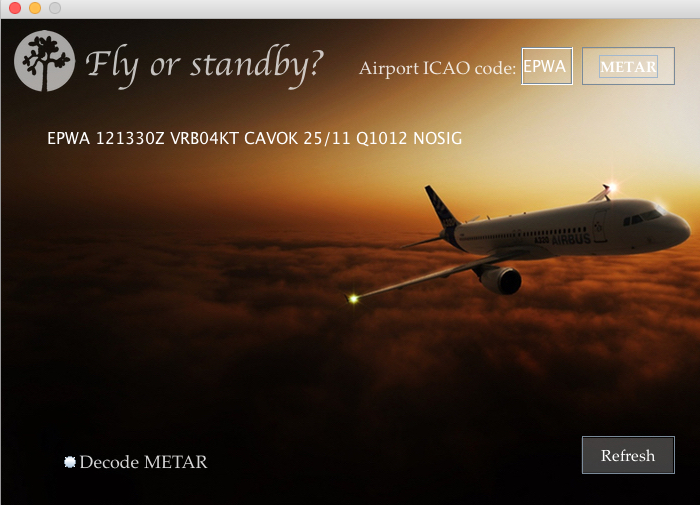 Fly or standby?
Airport ICAO code: EPWA METAR
EPWA 121330Z VRB04KT CAVOK 25/11 Q1012 NOSIG
A320 AIRBUS
Decode METAR
Refresh